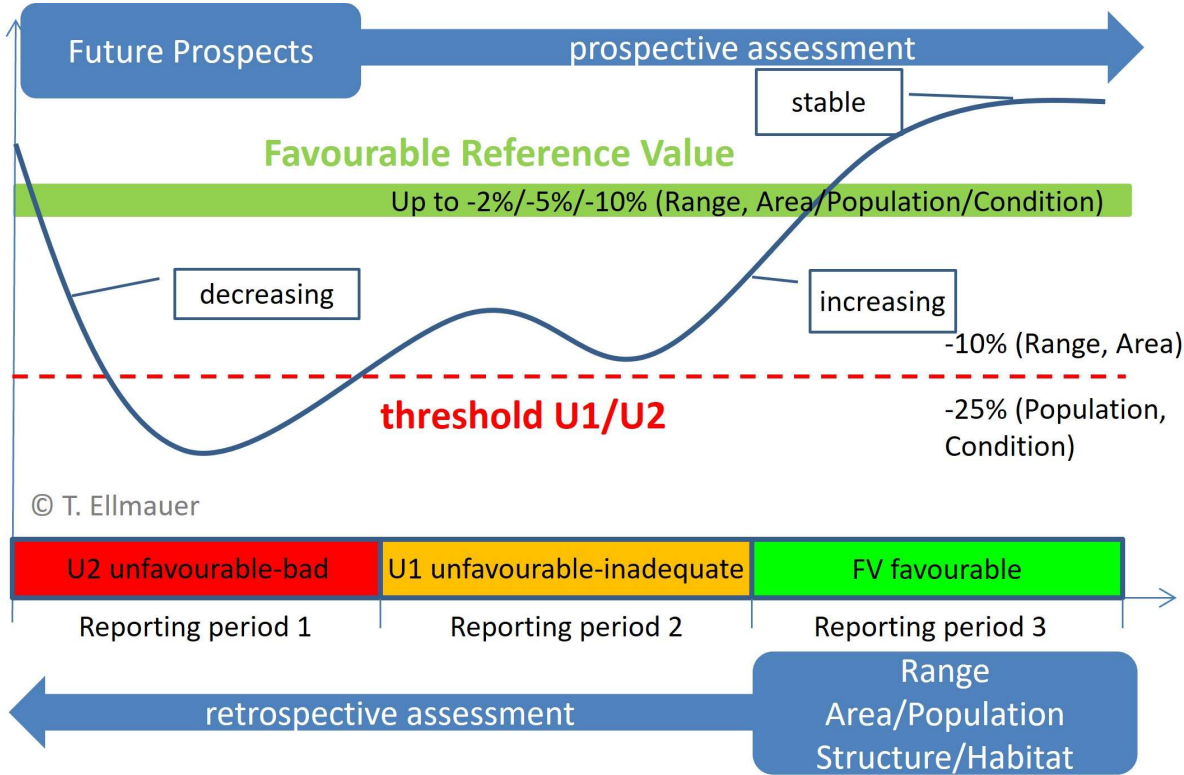 Future Prospects
prospective assessment
stable
Favourable Reference Value
Up to -2%/-5%/-10% (Range, Area/Population/Condition)
decreasing
increasing
-10% (Range, Area)
threshold U1/U2
-25% (Population,
Condition)
© T. Ellmauer
U2 unfavourable-bad
U1 unfavourable-inadequate
FV favourable
Reporting period 1
Reporting period 2
Reporting period 3
retrospective assessment
Range
Area/Population
Structure/Habitat